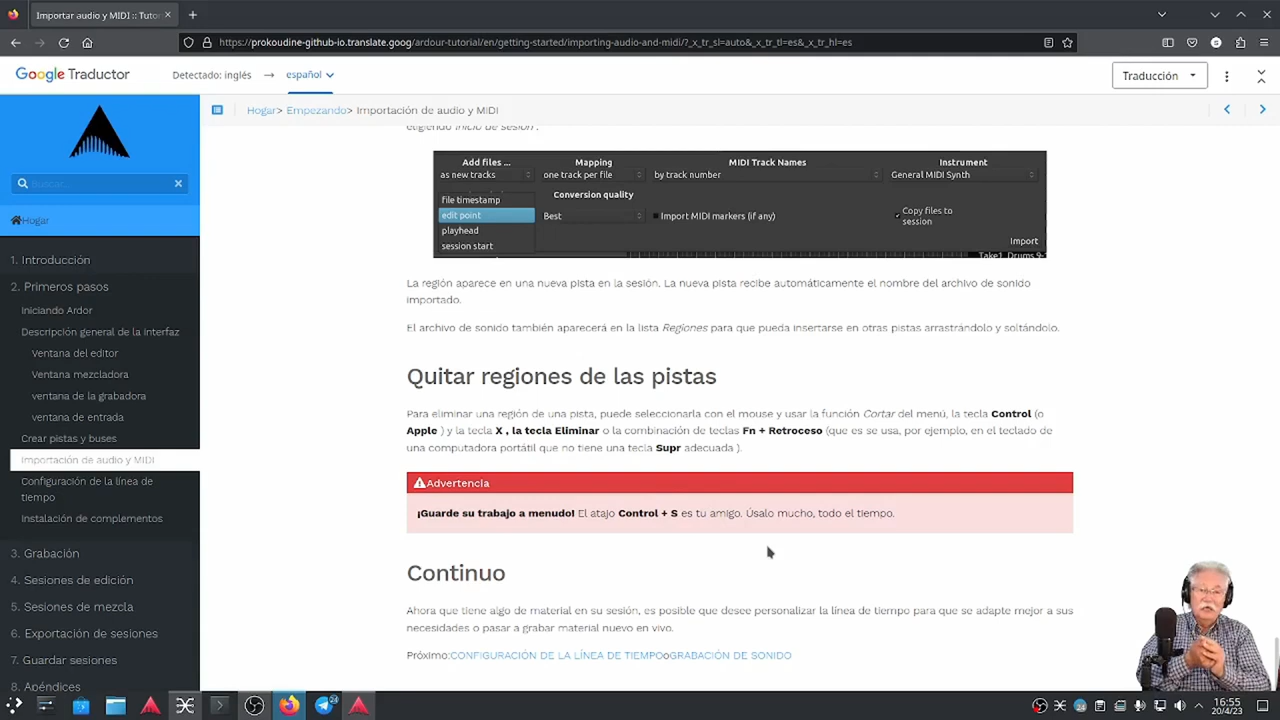 Importar audio y MIDI :: Tutor
https://prokoudine-github-io.translate.goog/ardour-tutorial/en/getting-started/importing-audio-and-midi/?_x_tr_sl=auto&_x_tr_tl=es&_x_tr_hl=es
Google Traductor
Detectado: inglés → español
Traducción
Hogar> Empezando> Importación de audio y MIDI
Buscar...
Hogar
1. Introducción
2. Primeros pasos
Iniciando Ardor
Descripción general de la interfaz
Ventana del editor
Ventana mezcladora
ventana de la grabadora
ventana de entrada
Crear pistas y buses
Importación de audio y MIDI
Configuración de la línea de
tiempo
Instalación de complementos
3. Grabación
4. Sesiones de edición
5. Sesiones de mezcla
6. Exportación de sesiones
7. Guardar sesiones
8. Apéndices
eligiendo Inicio de sesión .
Add files ... Mapping MIDI Track Names Instrument
as new tracks one track per file by track number General MIDI Synth
file timestamp Conversion quality
edit point Best Import MIDI markers (if any) Copy files to
session
playhead
session start Import
Take1_Drums 9-1
La región aparece en una nueva pista en la sesión. La nueva pista recibe automáticamente el nombre del archivo de sonido
importado.
El archivo de sonido también aparecerá en la lista Regiones para que pueda insertarse en otras pistas arrastrándolo y soltándolo.
Quitar regiones de las pistas
Para eliminar una región de una pista, puede seleccionarla con el mouse y usar la función Cortar del menú, la tecla Control (o
Apple ) y la tecla X , la tecla Eliminar o la combinación de teclas Fn + Retroceso (que es se usa, por ejemplo, en el teclado de
una computadora portátil que no tiene una tecla Supr adecuada ).
Advertencia
¡Guarde su trabajo a menudo! El atajo Control + S es tu amigo. Úsalo mucho, todo el tiempo.
Continuo
Ahora que tiene algo de material en su sesión, es posible que desee personalizar la línea de tiempo para que se adapte mejor a sus
necesidades o pasar a grabar material nuevo en vivo.
Próximo:CONFIGURACIÓN DE LA LÍNEA DE TIEMPOoGRABACIÓN DE SONIDO
16:55
20/4/23